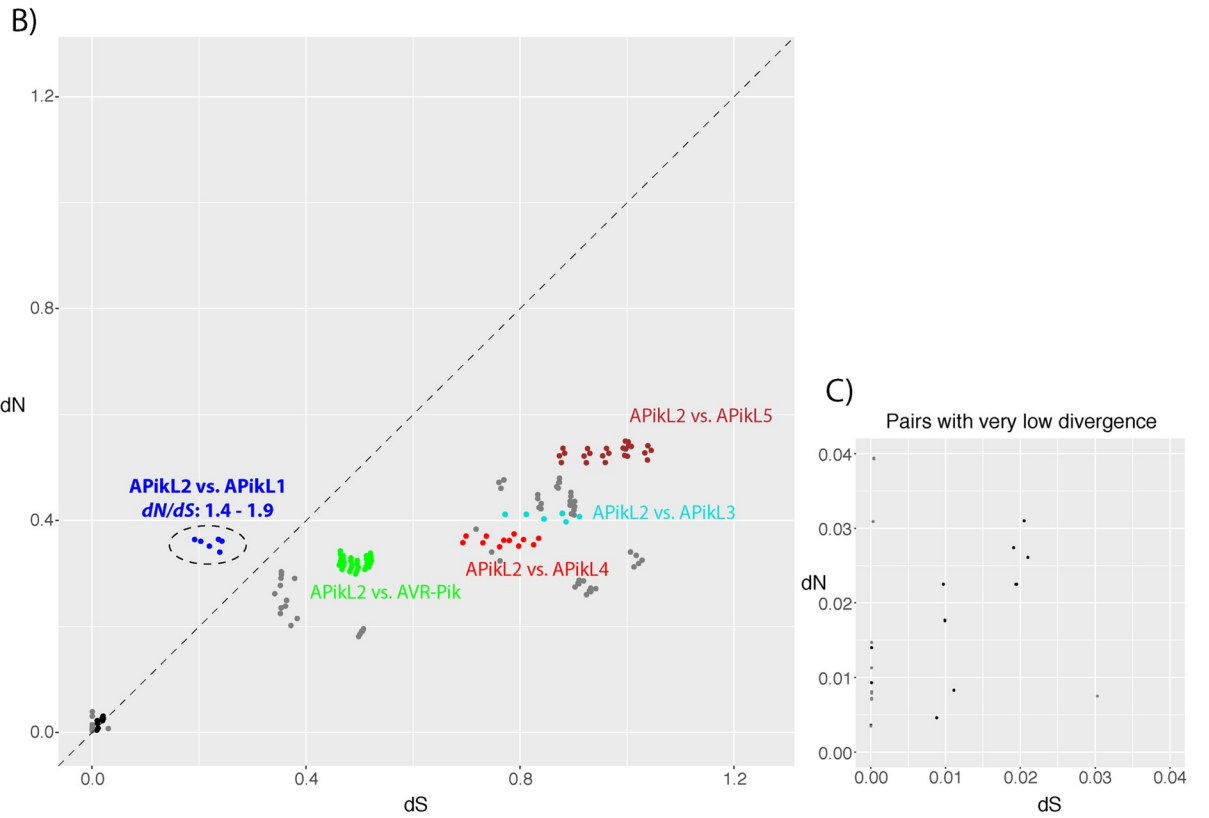 B)
1.2
0.8
dN
APikL2 vs. APikL5
APikL2 vs. APikL1
dN/dS: 1.4 - 1.9
APikL2 vs. APikL3
0.4
APikL2 vs. APikL4
APikL2 vs. AVR-Pik
0.0
0.0 0.4 0.8 1.2
dS
C)
Pairs with very low divergence
0.04
0.03
dN
0.02
0.01
0.00
0.00 0.01 0.02 0.03 0.04
dS